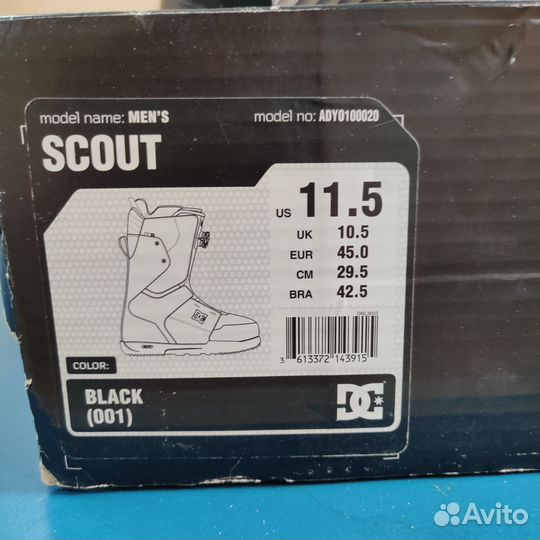 model name: MEN'S
model no: ADYO100020
SCOUT
US 11.5
UK 10.5
EUR 45.0
CM 29.5
BRA 42.5
3 613372 143915
COLOR:
BLACK
(001)
DC
Avito